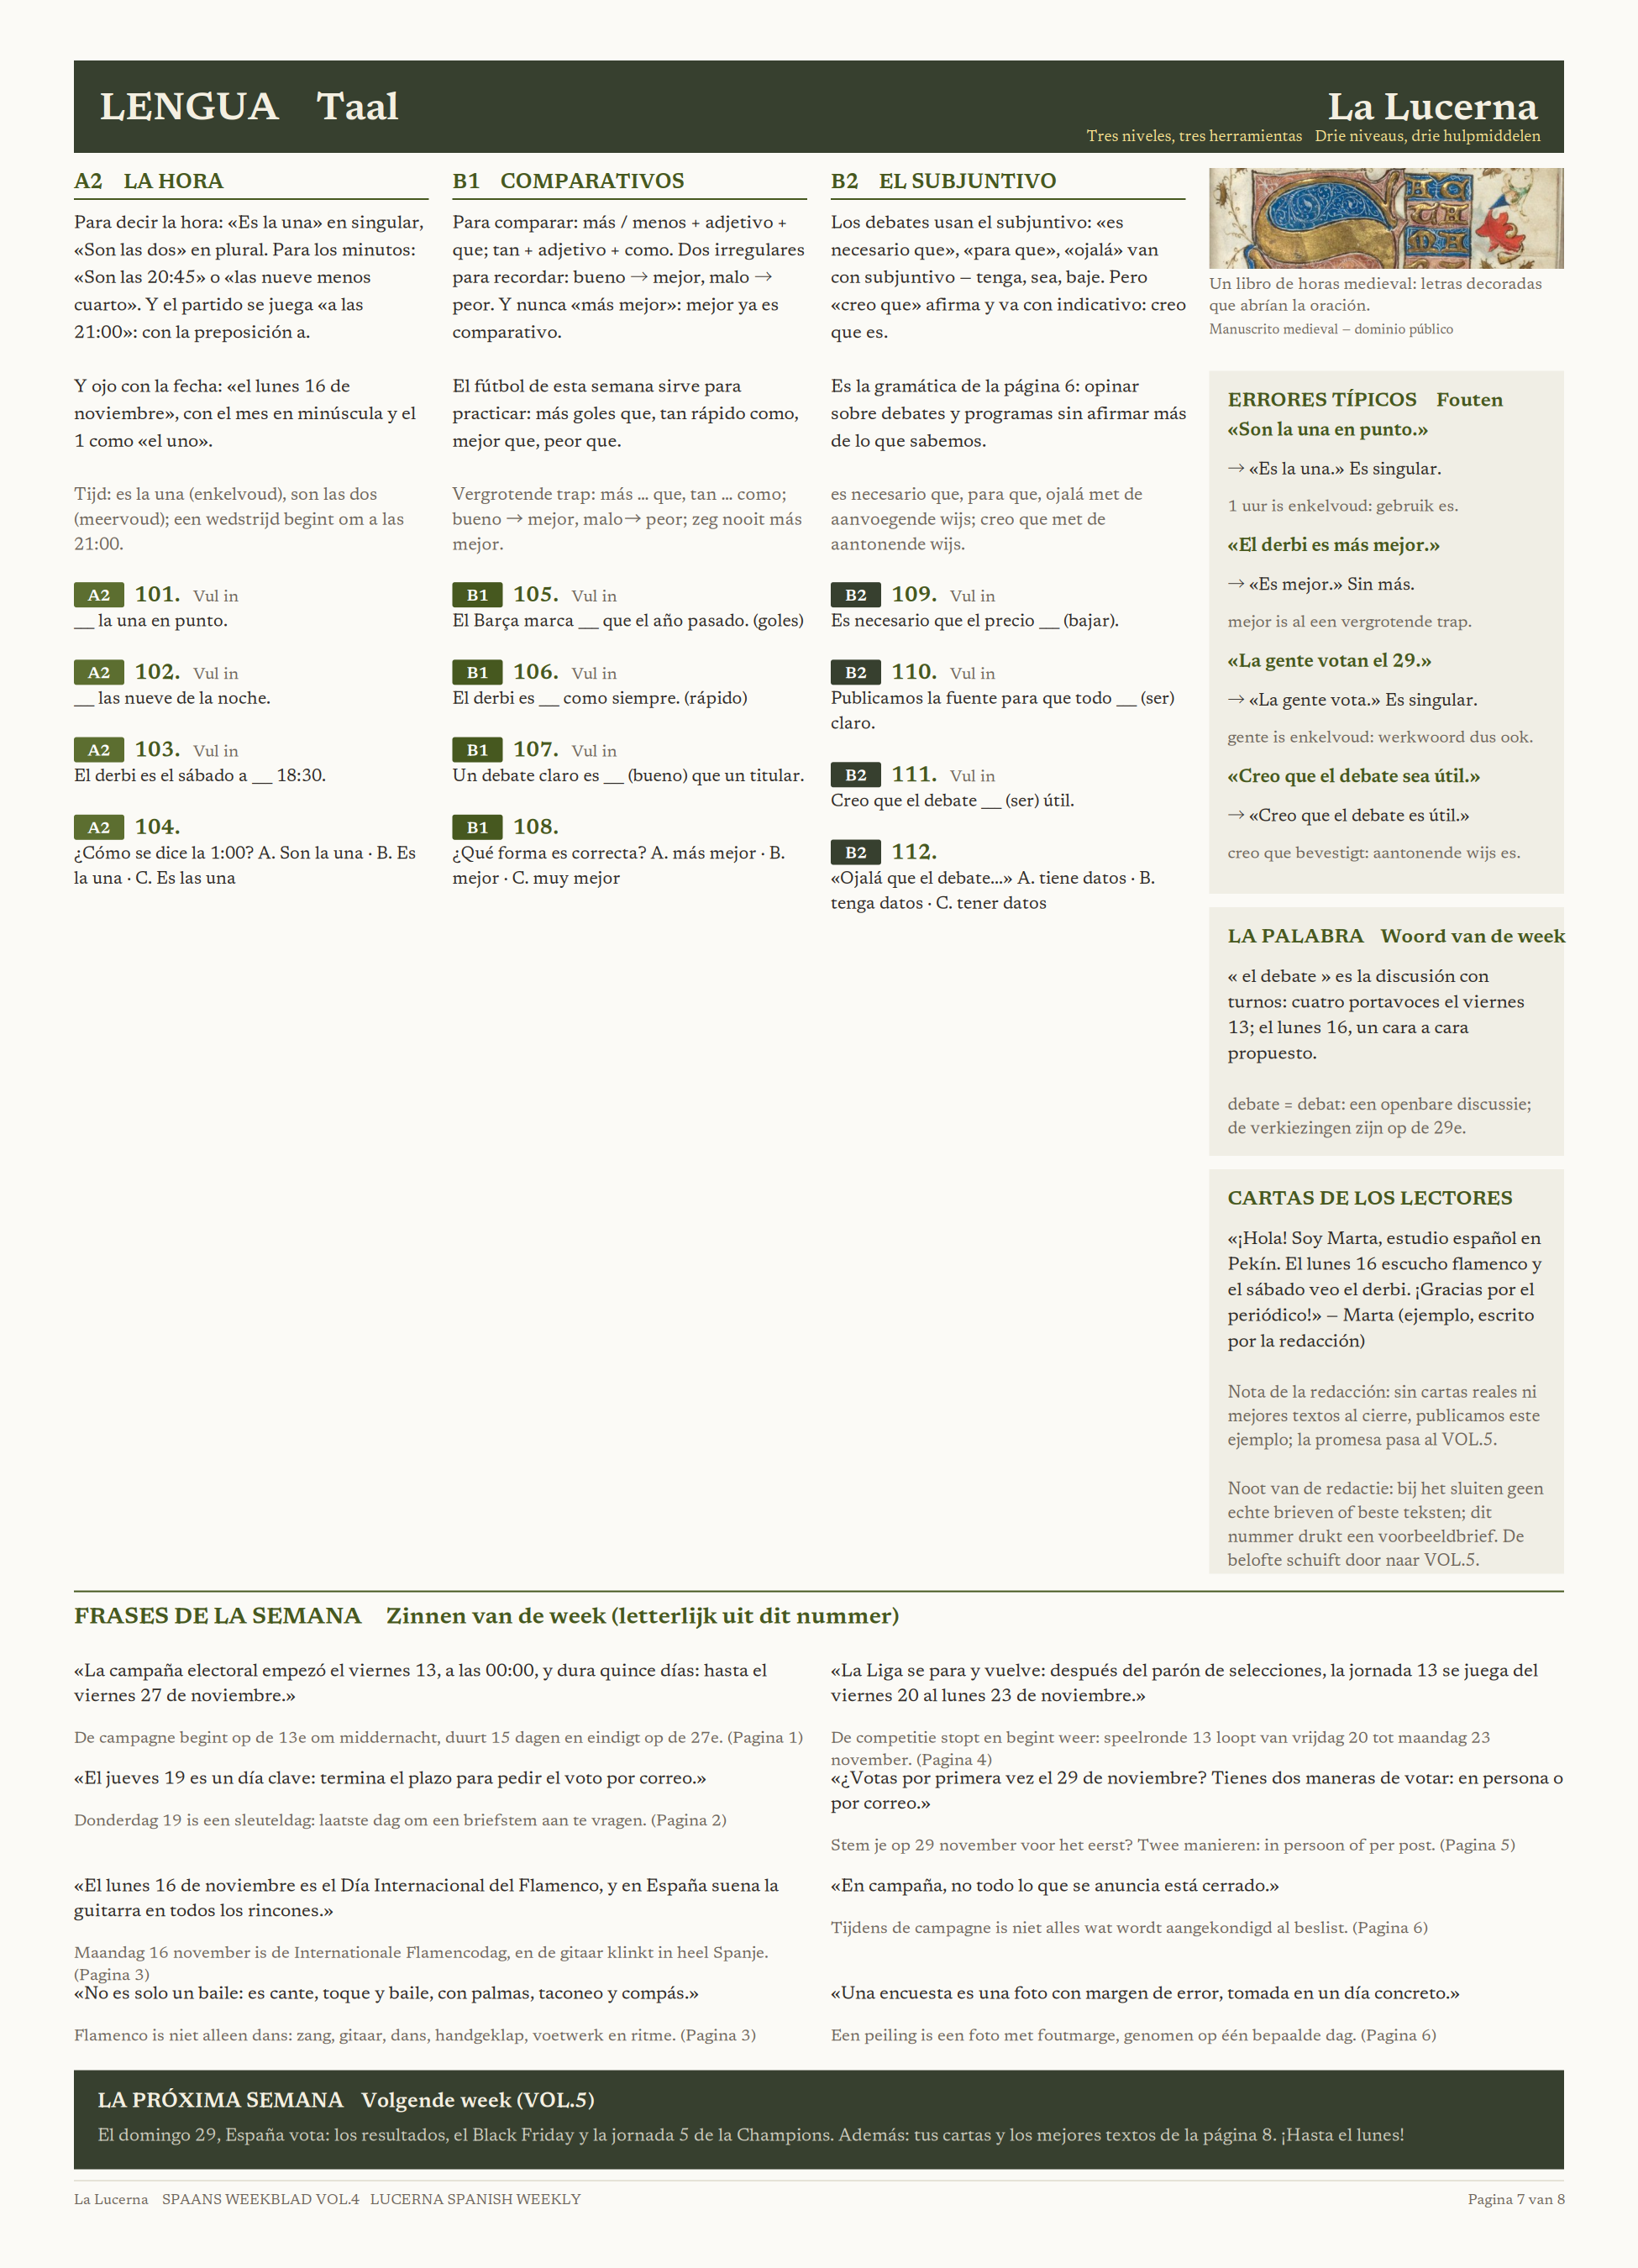 LENGUA Taal
La Lucerna
Tres niveles, tres herramientas Drie niveaus, drie hulpmiddelen
A2 LA HORA
Para decir la hora: «Es la una» en singular,
«Son las dos» en plural. Para los minutos:
«Son las 20:45» o «las nueve menos
cuarto». Y el partido se juega «a las
21:00»: con la preposición a.
Y ojo con la fecha: «el lunes 16 de
noviembre», con el mes en minúscula y el
1 como «el uno».
Tijd: es la una (enkelvoud), son las dos
(meervoud); een wedstrijd begint om a las
21:00.
A2 101. Vul in
__ la una en punto.
A2 102. Vul in
__ las nueve de la noche.
A2 103. Vul in
El derbi es el sábado a __ 18:30.
A2 104.
¿Cómo se dice la 1:00? A. Son la una · B. Es
la una · C. Es las una
B1 COMPARATIVOS
Para comparar: más / menos + adjetivo +
que; tan + adjetivo + como. Dos irregulares
para recordar: bueno → mejor, malo →
peor. Y nunca «más mejor»: mejor ya es
comparativo.
El fútbol de esta semana sirve para
practicar: más goles que, tan rápido como,
mejor que, peor que.
Vergrotende trap: más … que, tan … como;
bueno → mejor, malo→ peor; zeg nooit más
mejor.
B1 105. Vul in
El Barça marca __ que el año pasado. (goles)
B1 106. Vul in
El derbi es __ como siempre. (rápido)
B1 107. Vul in
Un debate claro es __ (bueno) que un titular.
B1 108.
¿Qué forma es correcta? A. más mejor · B.
mejor · C. muy mejor
B2 EL SUBJUNTIVO
Los debates usan el subjuntivo: «es
necesario que», «para que», «ojalá» van
con subjuntivo — tenga, sea, baje. Pero
«creo que» afirma y va con indicativo: creo
que es.
Es la gramática de la página 6: opinar
sobre debates y programas sin afirmar más
de lo que sabemos.
es necesario que, para que, ojalá met de
aanvoegende wijs; creo que met de
aantonende wijs.
B2 109. Vul in
Es necesario que el precio __ (bajar).
B2 110. Vul in
Publicamos la fuente para que todo __ (ser)
claro.
B2 111. Vul in
Creo que el debate __ (ser) útil.
B2 112.
«Ojalá que el debate…» A. tiene datos · B.
tenga datos · C. tener datos
Un libro de horas medieval: letras decoradas
que abrían la oración.
Manuscrito medieval — dominio público
ERRORES TÍPICOS Fouten
«Son la una en punto.»
→ «Es la una.» Es singular.
1 uur is enkelvoud: gebruik es.
«El derbi es más mejor.»
→ «Es mejor.» Sin más.
mejor is al een vergrotende trap.
«La gente votan el 29.»
→ «La gente vota.» Es singular.
gente is enkelvoud: werkwoord dus ook.
«Creo que el debate sea útil.»
→ «Creo que el debate es útil.»
creo que bevestigt: aantonende wijs es.
LA PALABRA Woord van de week
« el debate » es la discusión con
turnos: cuatro portavoces el viernes
13; el lunes 16, un cara a cara
propuesto.
debate = debat: een openbare discussie;
de verkiezingen zijn op de 29e.
CARTAS DE LOS LECTORES
«¡Hola! Soy Marta, estudio español en
Pekín. El lunes 16 escucho flamenco y
el sábado veo el derbi. ¡Gracias por el
periódico!» — Marta (ejemplo, escrito
por la redacción)
Nota de la redacción: sin cartas reales ni
mejores textos al cierre, publicamos este
ejemplo; la promesa pasa al VOL.5.
Noot van de redactie: bij het sluiten geen
echte brieven of beste teksten; dit
nummer drukt een voorbeeldbrief. De
belofte schuift door naar VOL.5.
FRASES DE LA SEMANA Zinnen van de week (letterlijk uit dit nummer)
«La campaña electoral empezó el viernes 13, a las 00:00, y dura quince días: hasta el
viernes 27 de noviembre.»
De campagne begint op de 13e om middernacht, duurt 15 dagen en eindigt op de 27e. (Pagina 1)
«El jueves 19 es un día clave: termina el plazo para pedir el voto por correo.»
Donderdag 19 is een sleuteldag: laatste dag om een briefstem aan te vragen. (Pagina 2)
«El lunes 16 de noviembre es el Día Internacional del Flamenco, y en España suena la
guitarra en todos los rincones.»
Maandag 16 november is de Internationale Flamencodag, en de gitaar klinkt in heel Spanje.
(Pagina 3)
«No es solo un baile: es cante, toque y baile, con palmas, taconeo y compás.»
Flamenco is niet alleen dans: zang, gitaar, dans, handgeklap, voetwerk en ritme. (Pagina 3)
«La Liga se para y vuelve: después del parón de selecciones, la jornada 13 se juega del
viernes 20 al lunes 23 de noviembre.»
De competitie stopt en begint weer: speelronde 13 loopt van vrijdag 20 tot maandag 23
november. (Pagina 4)
«¿Votas por primera vez el 29 de noviembre? Tienes dos maneras de votar: en persona o
por correo.»
Stem je op 29 november voor het eerst? Twee manieren: in persoon of per post. (Pagina 5)
«En campaña, no todo lo que se anuncia está cerrado.»
Tijdens de campagne is niet alles wat wordt aangekondigd al beslist. (Pagina 6)
«Una encuesta es una foto con margen de error, tomada en un día concreto.»
Een peiling is een foto met foutmarge, genomen op één bepaalde dag. (Pagina 6)
LA PRÓXIMA SEMANA Volgende week (VOL.5)
El domingo 29, España vota: los resultados, el Black Friday y la jornada 5 de la Champions. Además: tus cartas y los mejores textos de la página 8. ¡Hasta el lunes!
La Lucerna SPAANS WEEKBLAD VOL.4 LUCERNA SPANISH WEEKLY
Pagina 7 van 8